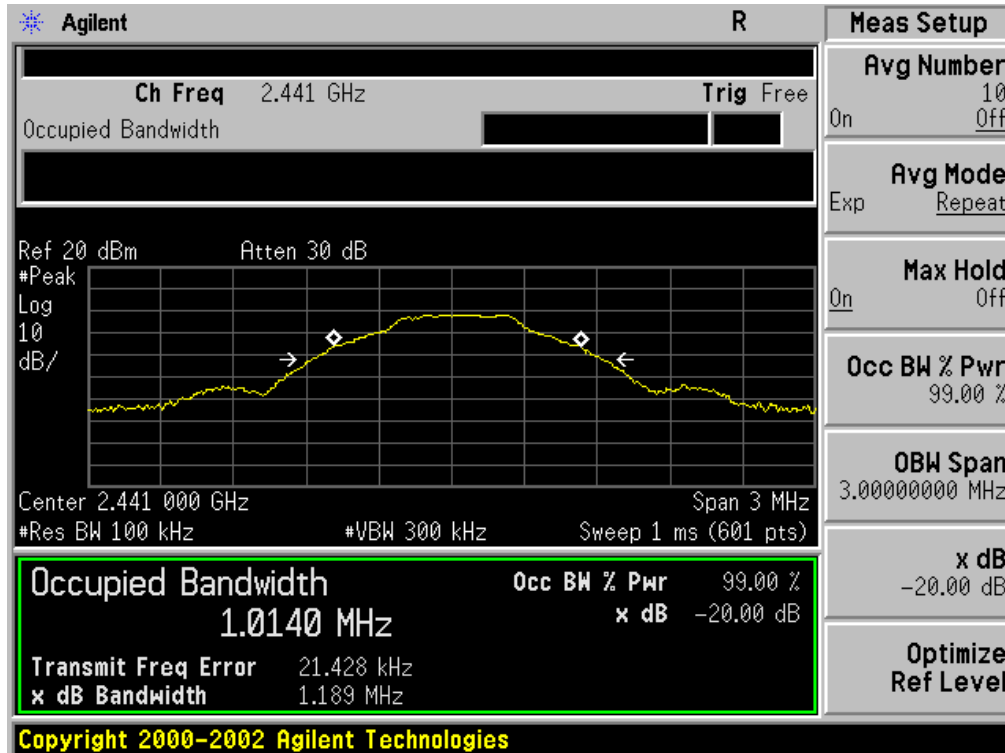 Agilent R
Ch Freq 2.441 GHz Trig Free
Occupied Bandwidth
Ref 20 dBm Atten 30 dB
#Peak
Log
10
dB/
Center 2.441 000 GHz Span 3 MHz
#Res BW 100 kHz #VBW 300 kHz Sweep 1 ms (601 pts)
Occupied Bandwidth Occ BW % Pwr 99.00 %
1.0140 MHz x dB -20.00 dB
Transmit Freq Error 21.428 kHz
x dB Bandwidth 1.189 MHz
Copyright 2000-2002 Agilent Technologies
Meas Setup
Avg Number
10
On Off
Avg Mode
Exp Repeat
Max Hold
On Off
Occ BW % Pwr
99.00 %
OBW Span
3.00000000 MHz
x dB
-20.00 dB
Optimize
Ref Level